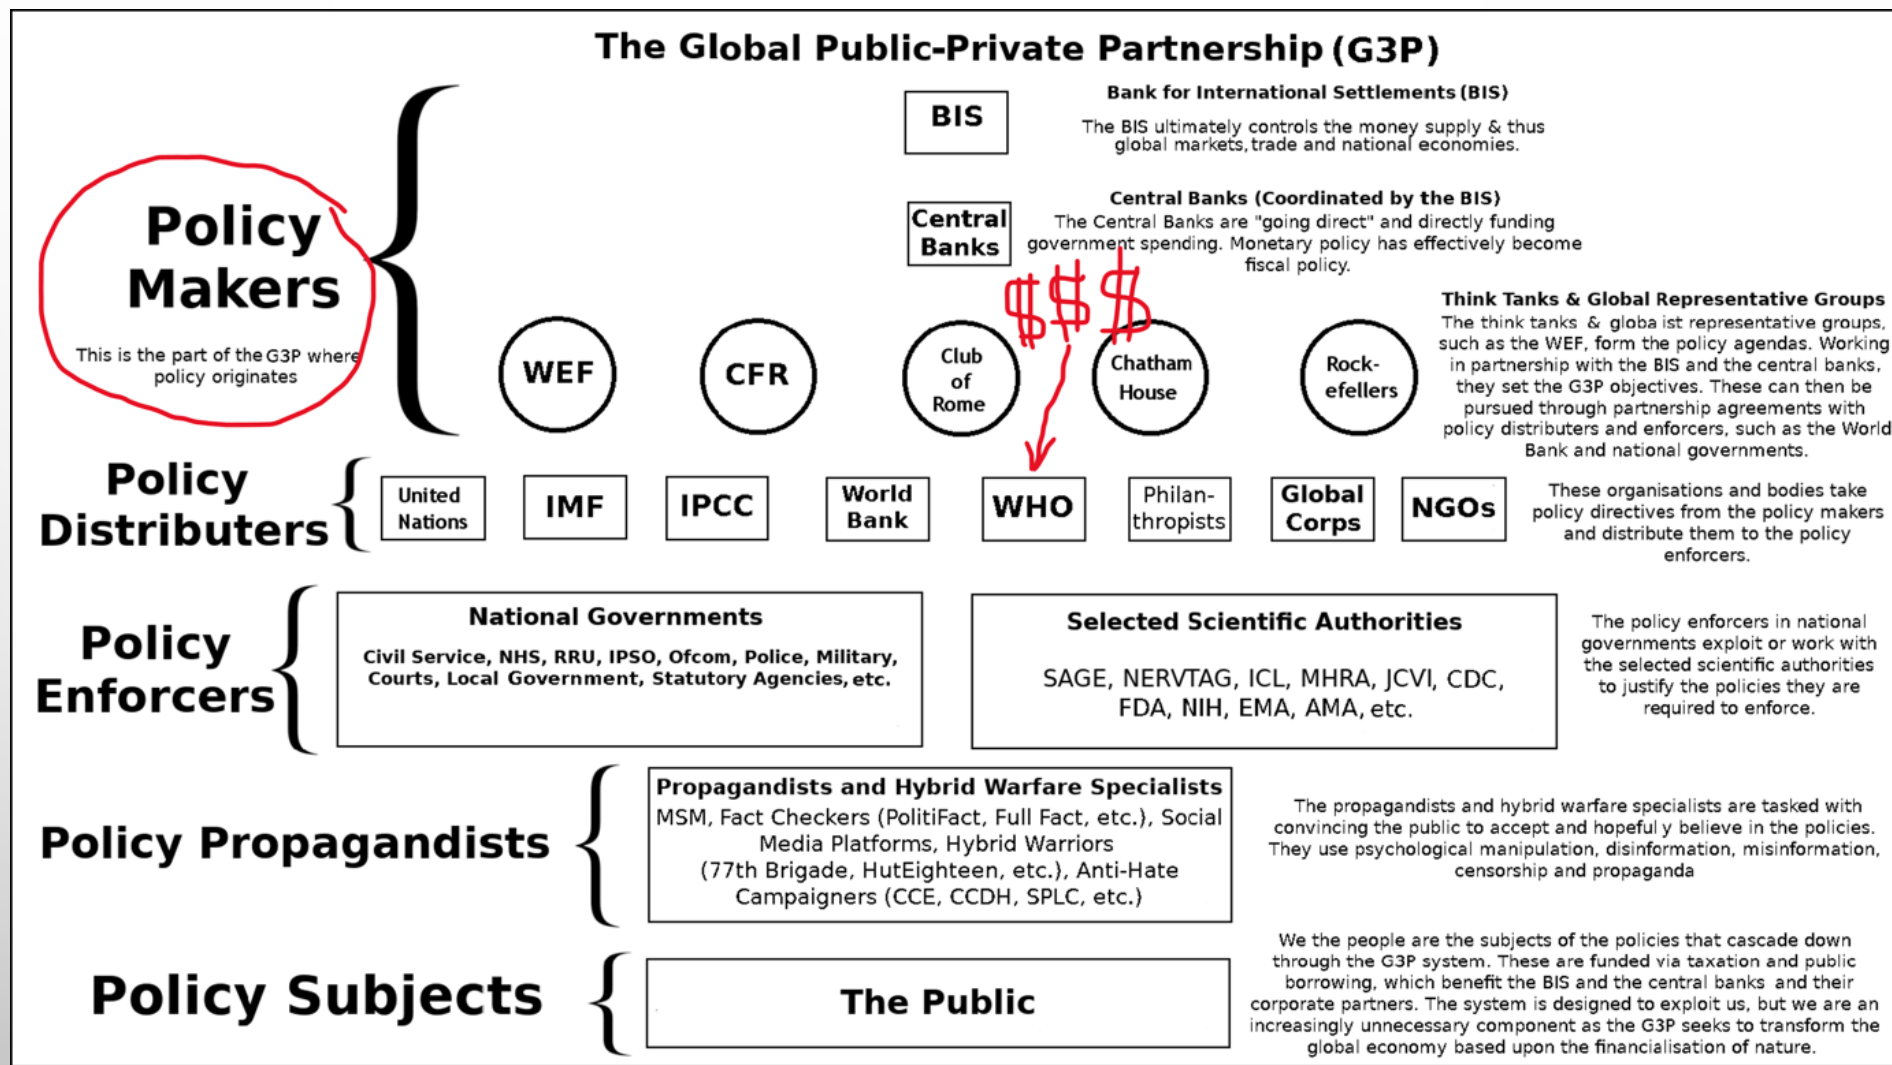 The Global Public-Private Partnership (G3P)
BIS
Bank for International Settlements (BIS)
The BIS ultimately controls the money supply & thus
global markets, trade and national economies.
Policy
Makers
This is the part of the G3P where
policy originates
Central
Banks
Central Banks (Coordinated by the BIS)
The Central Banks are "going direct" and directly funding
government spending. Monetary policy has effectively become
fiscal policy.
$$$
WEF
CFR
Club
of
Rome
Chatham
House
Rock-
efellers
Think Tanks & Global Representative Groups
The think tanks & globa ist representative groups,
such as the WEF, form the policy agendas. Working
in partnership with the BIS and the central banks,
they set the G3P objectives. These can then be
pursued through partnership agreements with
policy distributers and enforcers, such as the World
Bank and national governments.
Policy
Distributers
United
Nations
IMF
IPCC
World
Bank
WHO
Philan-
thropists
Global
Corps
NGOs
These organisations and bodies take
policy directives from the policy makers
and distribute them to the policy
enforcers.
Policy
Enforcers
National Governments
Civil Service, NHS, RRU, IPSO, Ofcom, Police, Military,
Courts, Local Government, Statutory Agencies, etc.
Selected Scientific Authorities
SAGE, NERVTAG, ICL, MHRA, JCVI, CDC,
FDA, NIH, EMA, AMA, etc.
The policy enforcers in national
governments exploit or work with
the selected scientific authorities
to justify the policies they are
required to enforce.
Policy Propagandists
Propagandists and Hybrid Warfare Specialists
MSM, Fact Checkers (PolitiFact, Full Fact, etc.), Social
Media Platforms, Hybrid Warriors
(77th Brigade, HutEighteen, etc.), Anti-Hate
Campaigners (CCE, CCDH, SPLC, etc.)
The propagandists and hybrid warfare specialists are tasked with
convincing the public to accept and hopeful y believe in the policies.
They use psychological manipulation, disinformation, misinformation,
censorship and propaganda
Policy Subjects
The Public
We the people are the subjects of the policies that cascade down
through the G3P system. These are funded via taxation and public
borrowing, which benefit the BIS and the central banks and their
corporate partners. The system is designed to exploit us, but we are an
increasingly unnecessary component as the G3P seeks to transform the
global economy based upon the financialisation of nature.